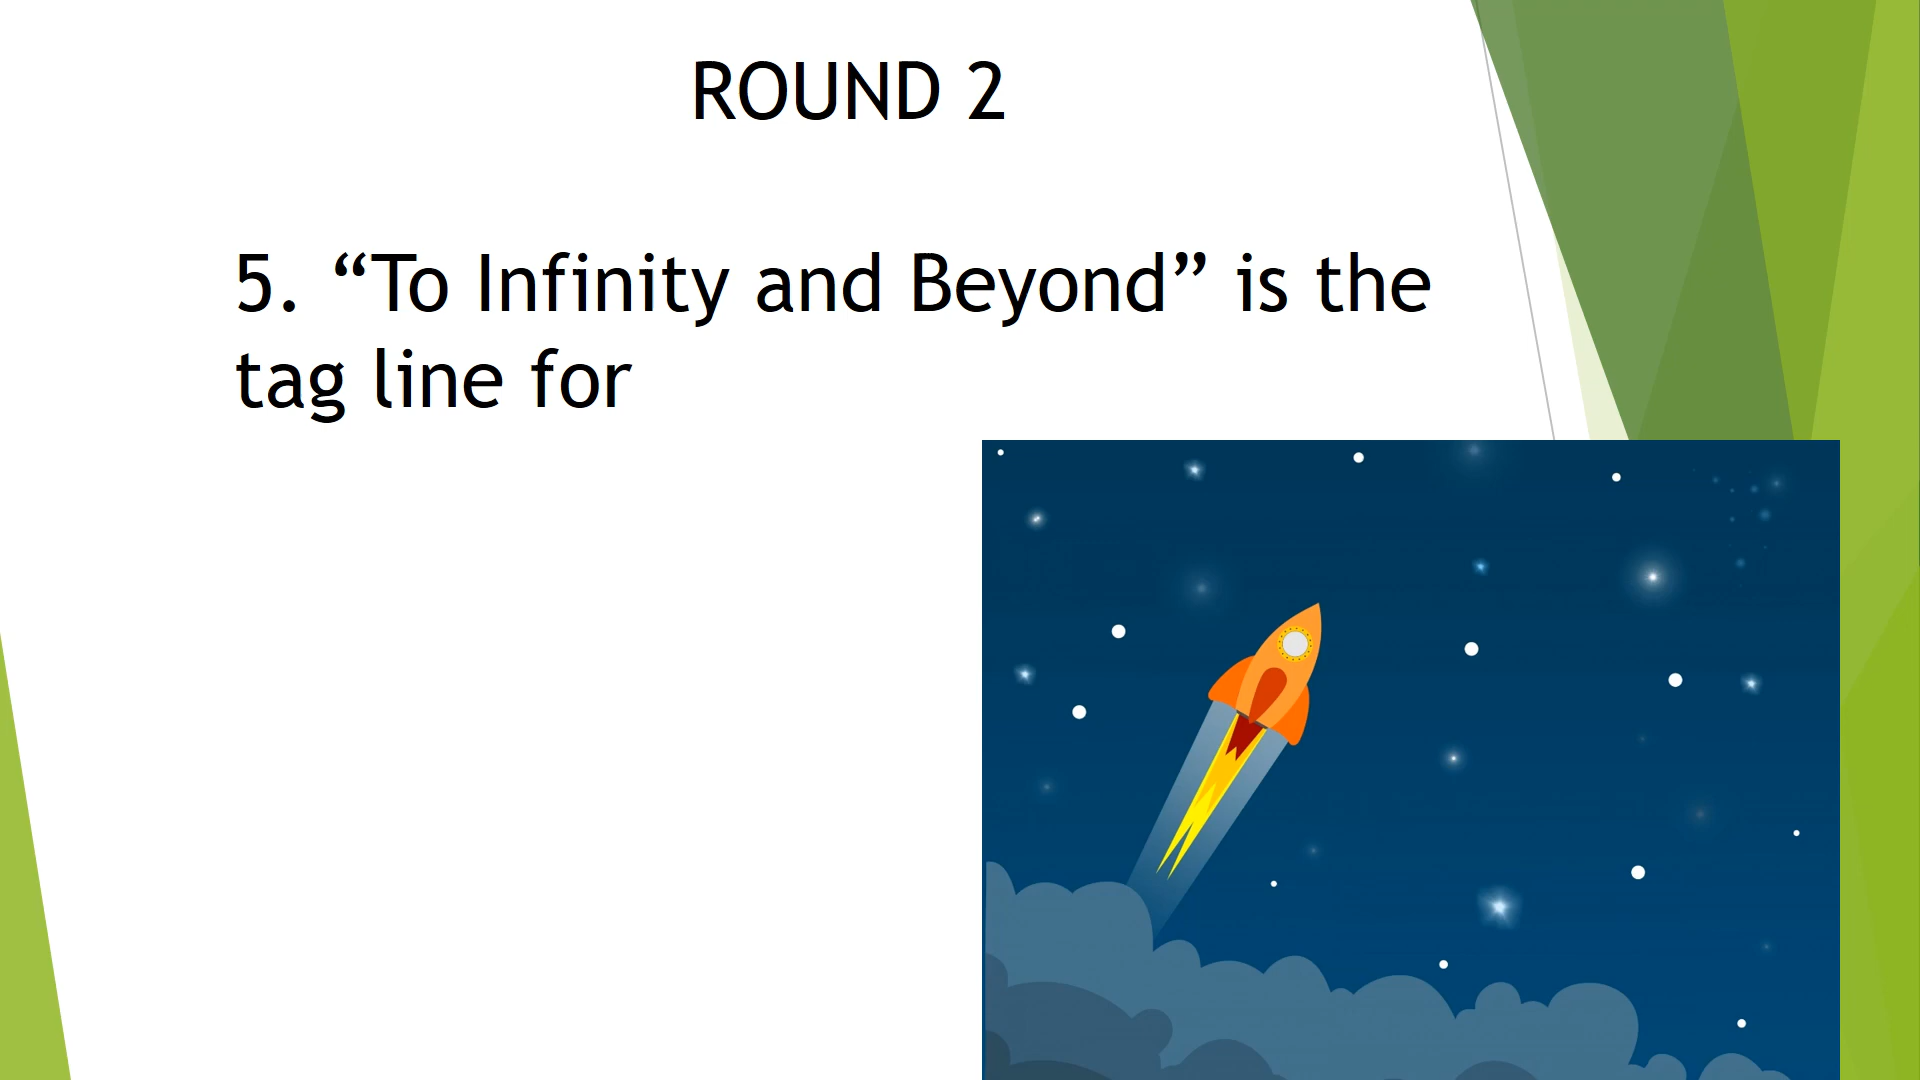 ROUND 2
5. “To Infinity and Beyond” is the
tag line for